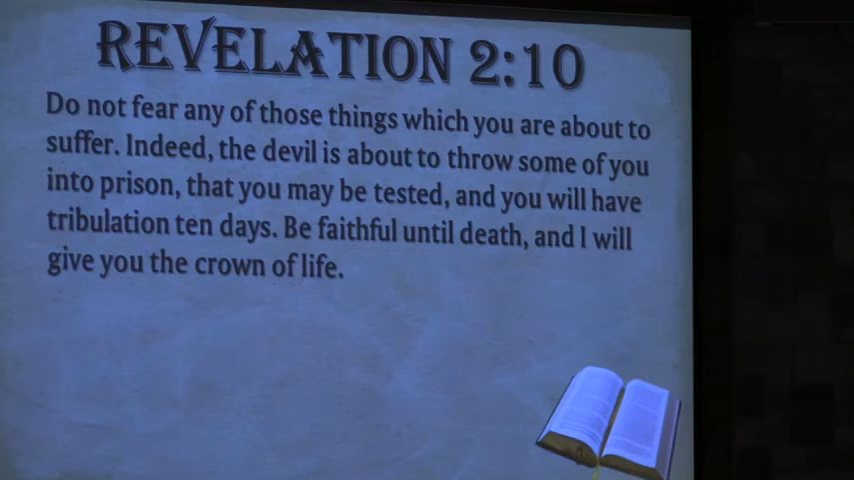 REVELATION 2:10
Do not fear any of those things which you are about to
suffer. Indeed, the devil is about to throw some of you
into prison, that you may be tested, and you will have
tribulation ten days. Be faithful until death, and I will
give you the crown of life.